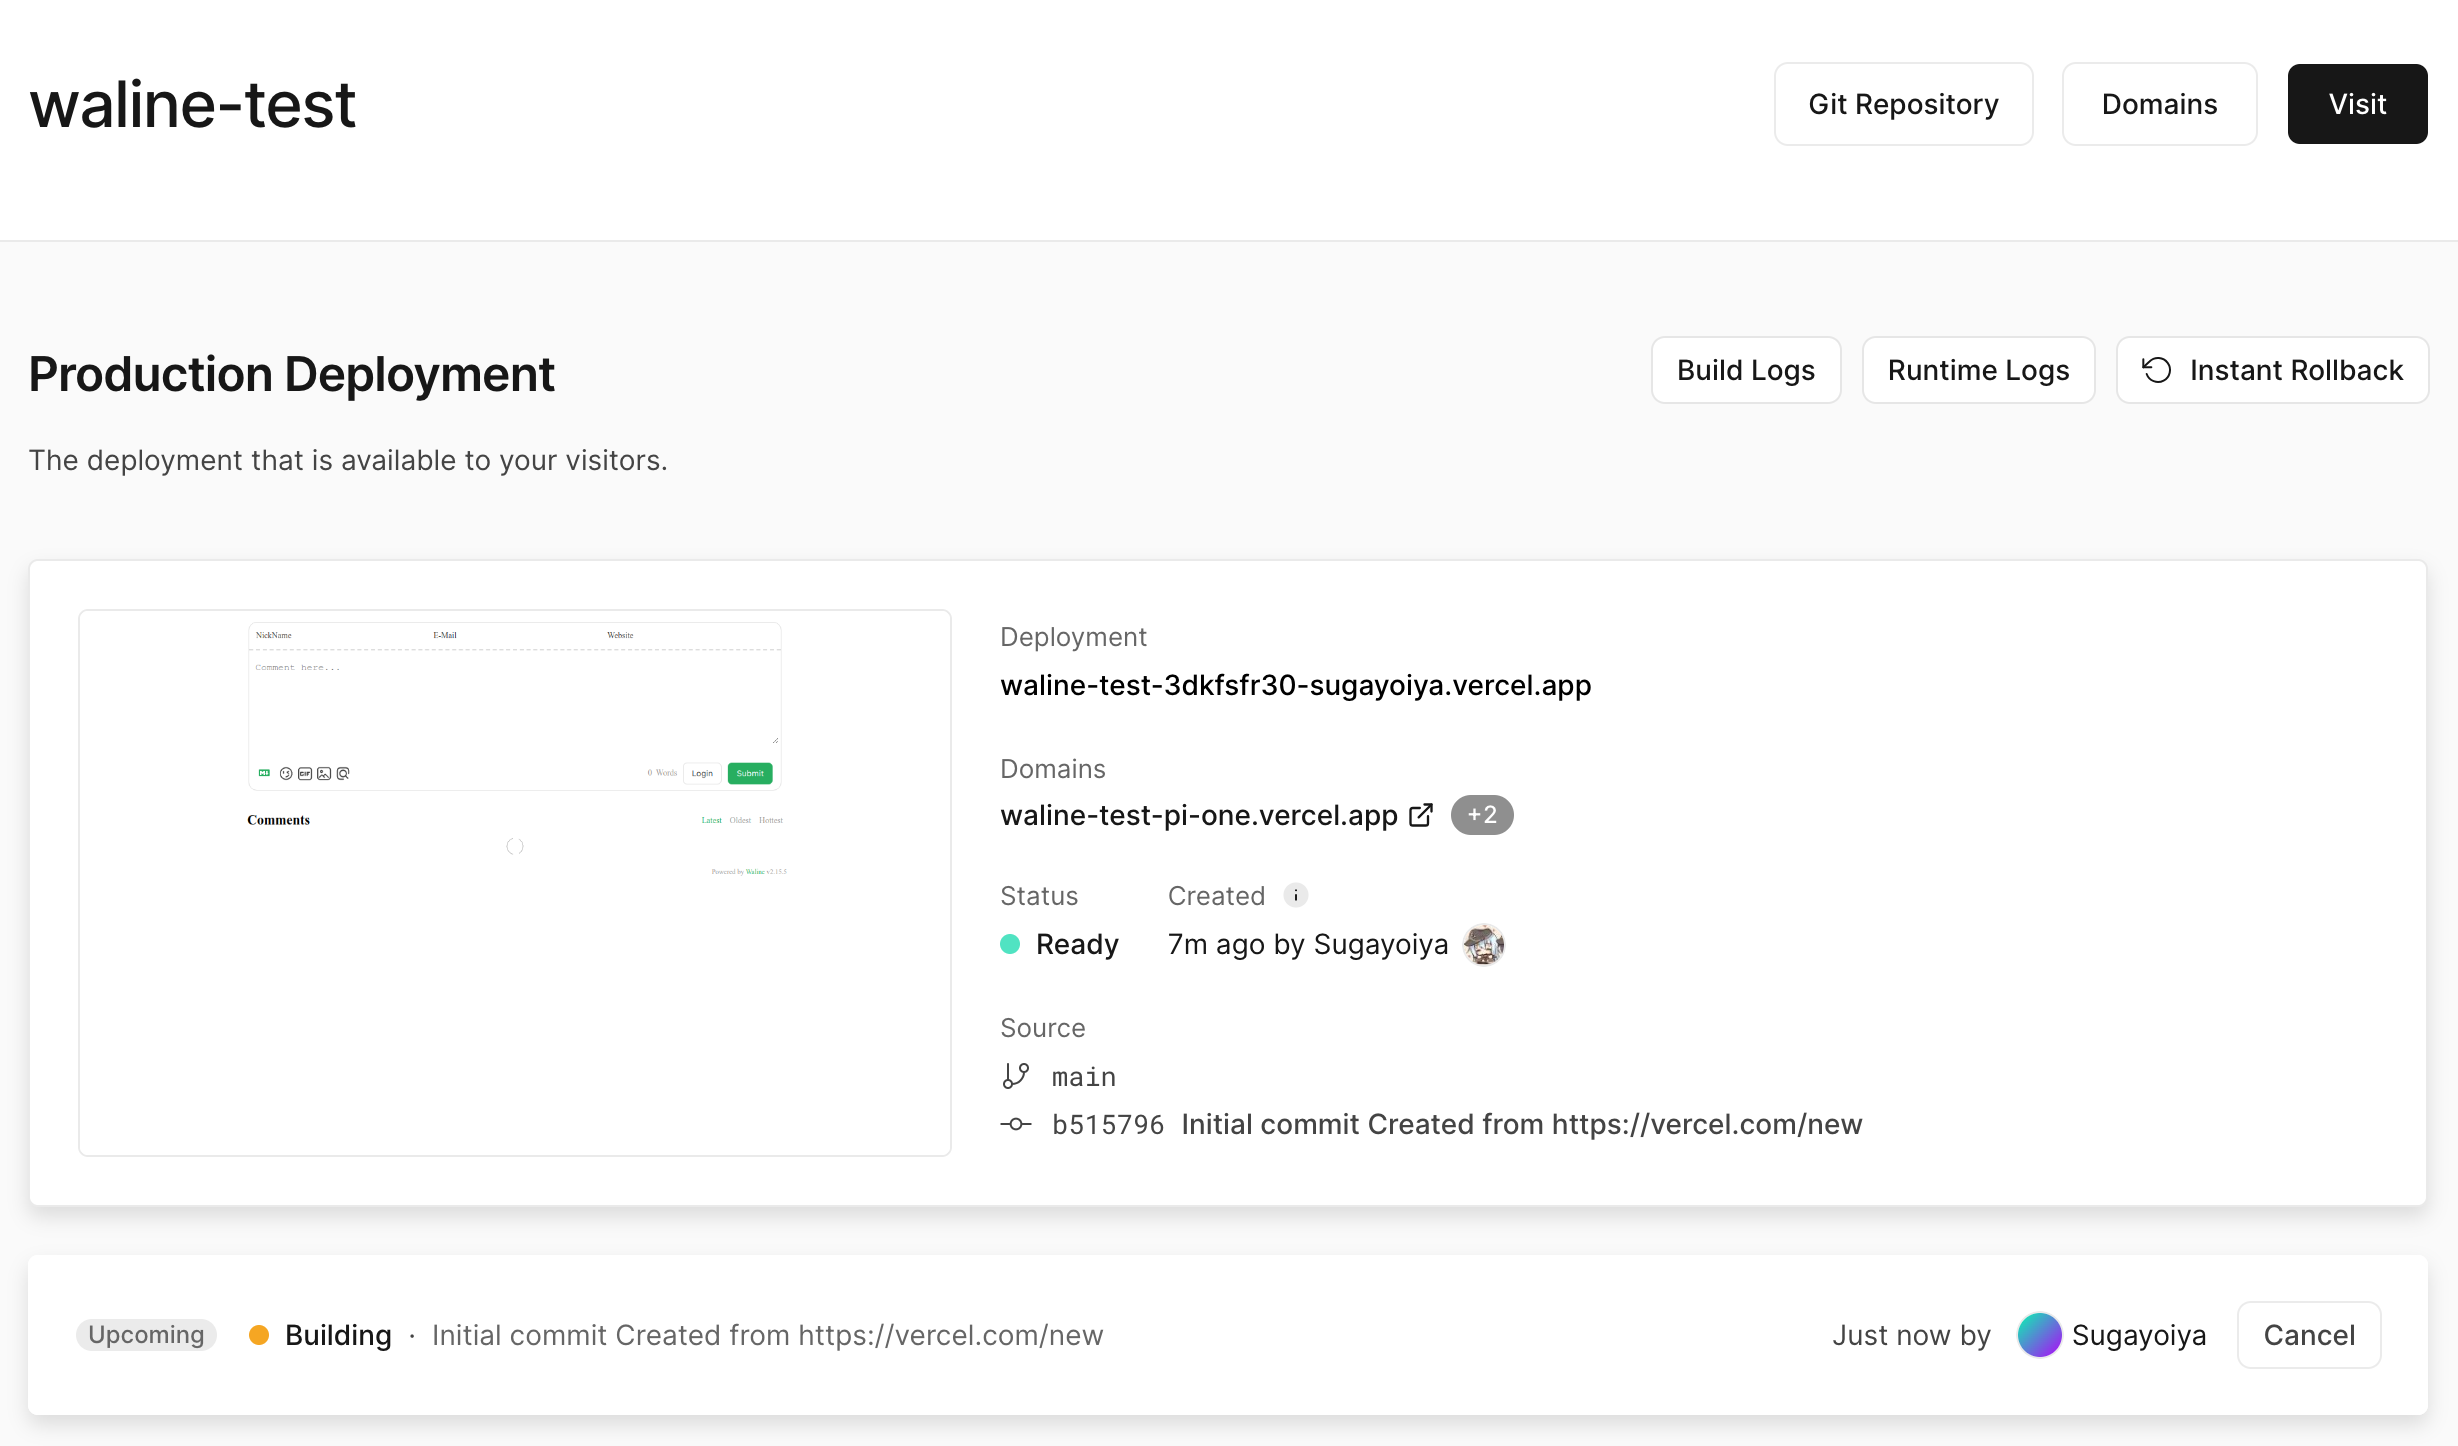 waline-test
Git Repository
Domains
Visit
Production Deployment
Build Logs
Runtime Logs
Instant Rollback
The deployment that is available to your visitors.
NickName
E-Mail
Website
Comment here...
GIF
0 Words
Login
Submit
Comments
Latest
Oldest
Hottest
Powered by Waline v2.15.5
Deployment
waline-test-3dkfsfr30-sugayoiya.vercel.app
Domains
waline-test-pi-one.vercel.app
+2
Status
Created
Ready
7m ago by Sugayoiya
Source
main
b515796 Initial commit Created from https://vercel.com/new
Upcoming
Building · Initial commit Created from https://vercel.com/new
Just now by Sugayoiya
Cancel